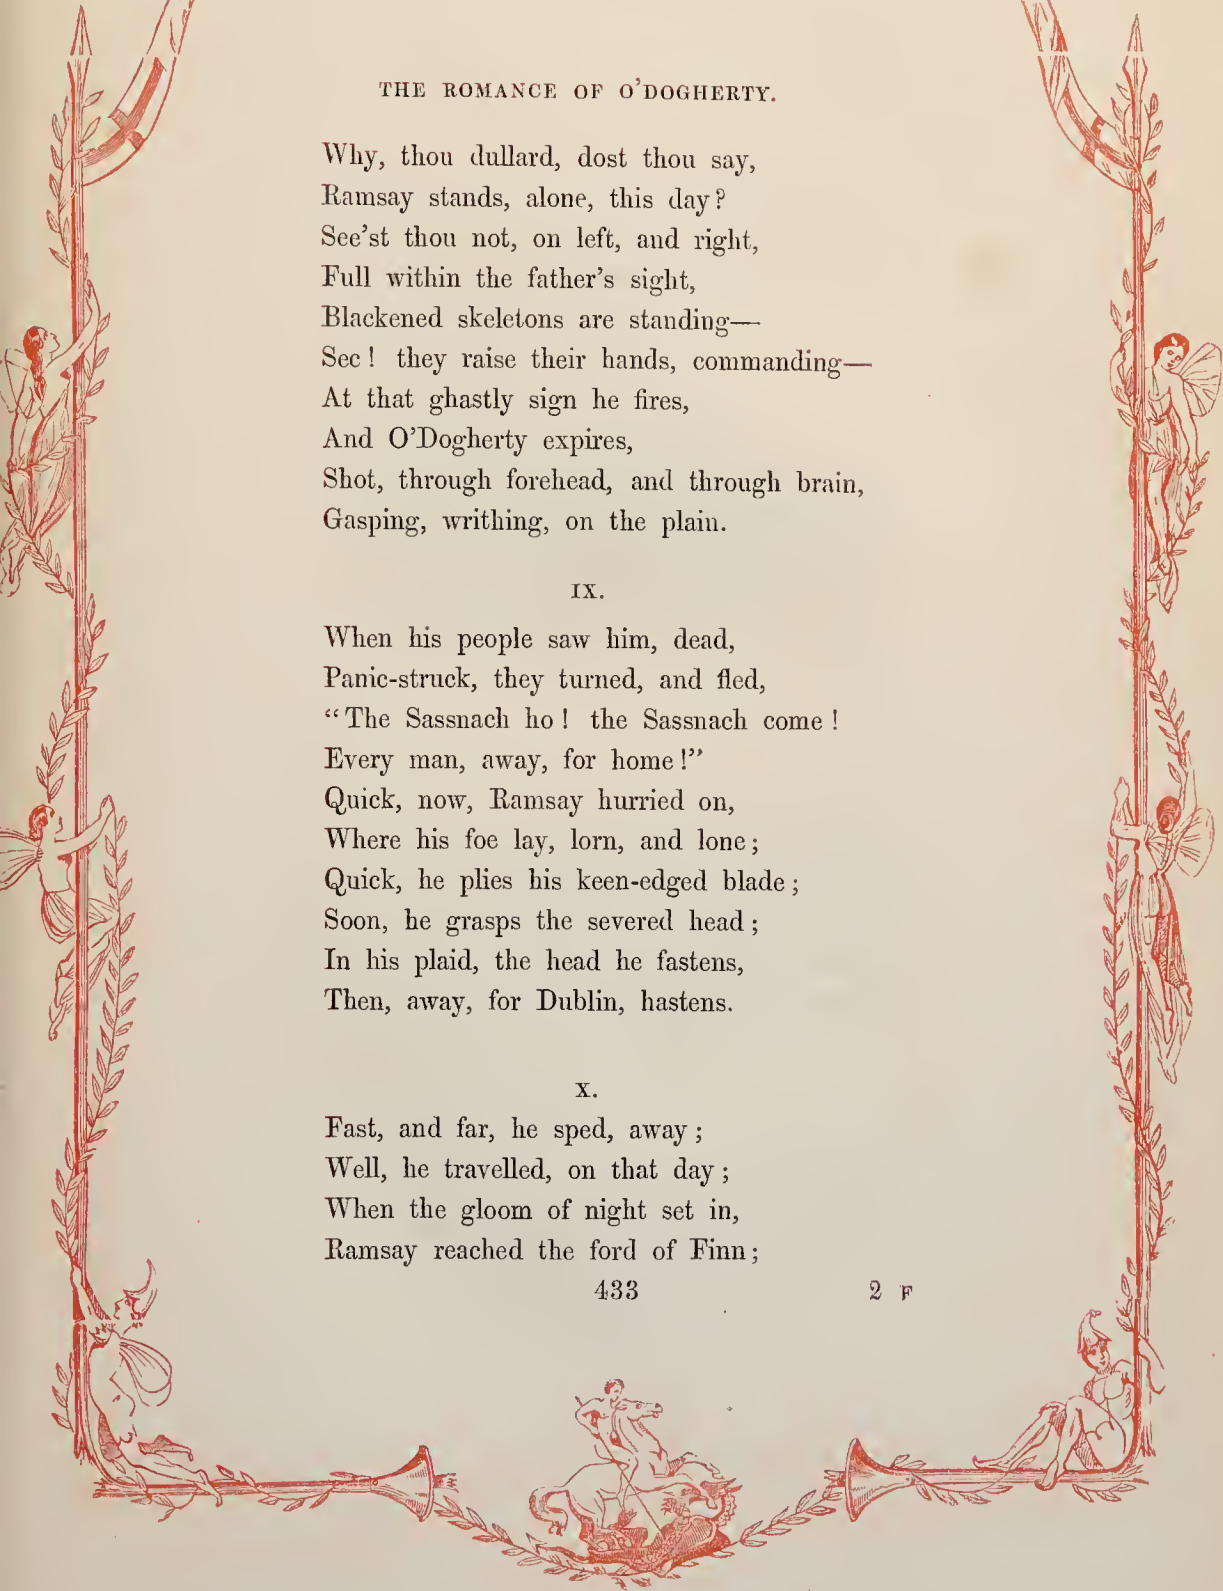 THE ROMANCE OF O'DOGHERTY.
Why, thou dullard, dost thou say,
Ramsay stands, alone, this day?
See'st thou not, on left, and right,
Full within the father's sight,
Blackened skeletons are standing—
See! they raise their hands, commanding—
At that ghastly sign he fires,
And O'Dogherty expires,
Shot, through forehead, and through brain,
Gasping, writhing, on the plain.
IX.
When his people saw him, dead,
Panic-struck, they turned, and fled,
"The Sassnach ho! the Sassnach come!
Every man, away, for home!"
Quick, now, Ramsay hurried on,
Where his foe lay, lorn, and lone;
Quick, he plies his keen-edged blade;
Soon, he grasps the severed head;
In his plaid, the head he fastens,
Then, away, for Dublin, hastens.
X.
Fast, and far, he sped, away;
Well, he travelled, on that day;
When the gloom of night set in,
Ramsay reached the ford of Finn;
433 2 F